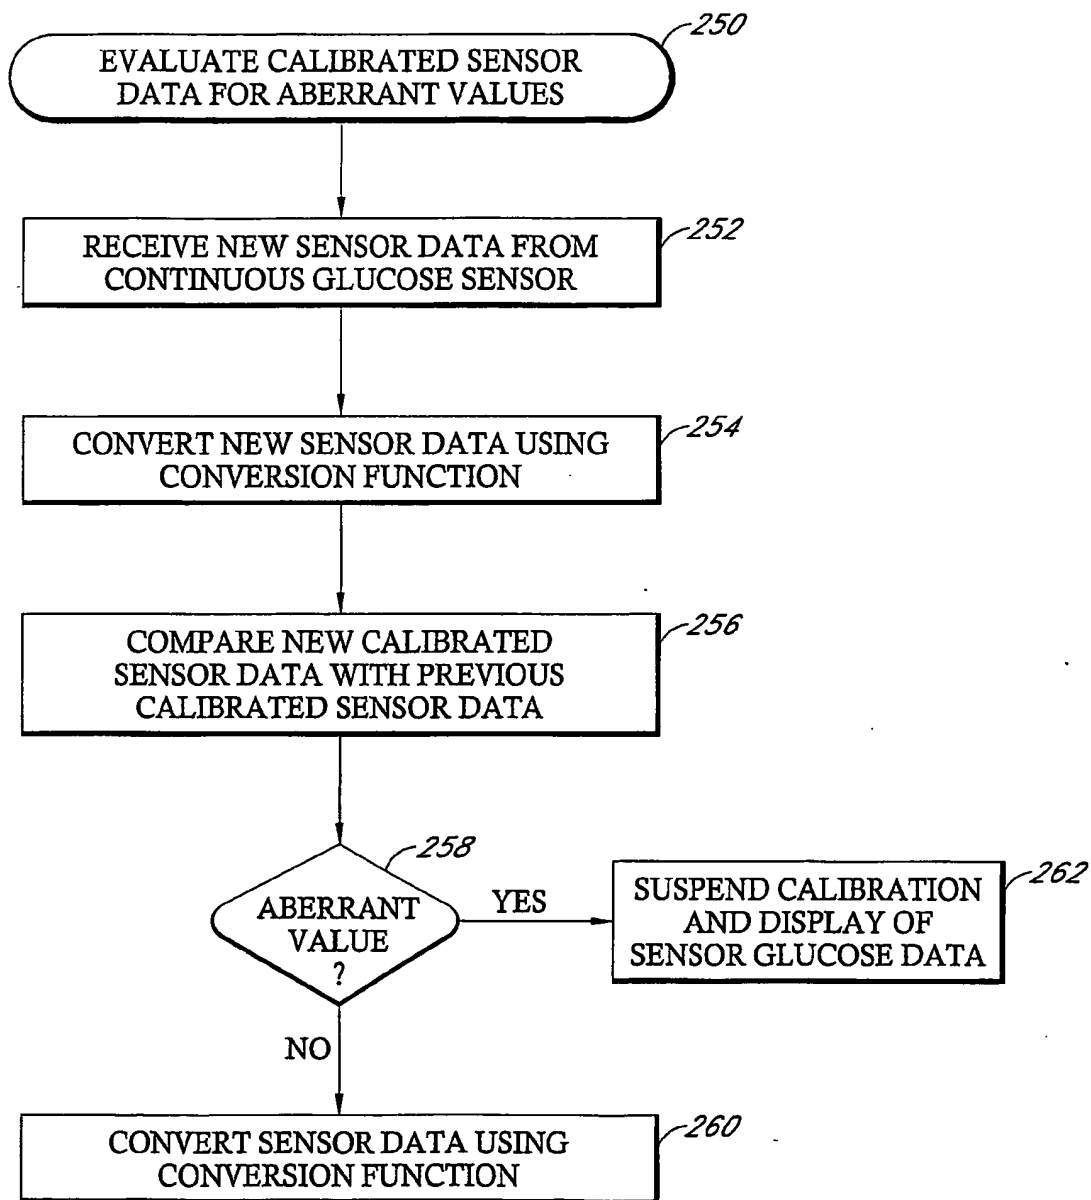 250
EVALUATE CALIBRATED SENSOR
DATA FOR ABERRANT VALUES
252
RECEIVE NEW SENSOR DATA FROM
CONTINUOUS GLUCOSE SENSOR
254
CONVERT NEW SENSOR DATA USING
CONVERSION FUNCTION
256
COMPARE NEW CALIBRATED
SENSOR DATA WITH PREVIOUS
CALIBRATED SENSOR DATA
258
ABERRANT
VALUE
?
YES
262
SUSPEND CALIBRATION
AND DISPLAY OF
SENSOR GLUCOSE DATA
NO
260
CONVERT SENSOR DATA USING
CONVERSION FUNCTION